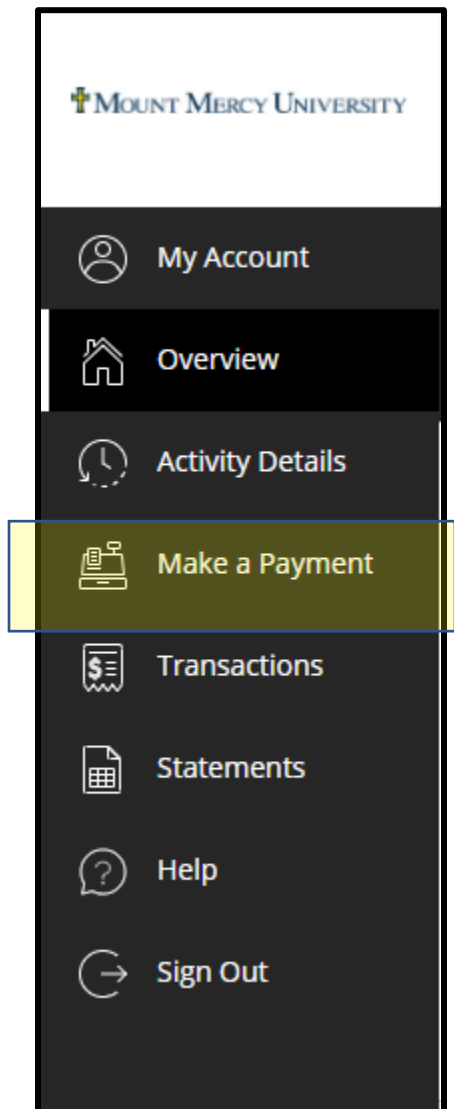 MOUNT MERCY UNIVERSITY
My Account
Overview
Activity Details
Make a Payment
Transactions
Statements
Help
Sign Out